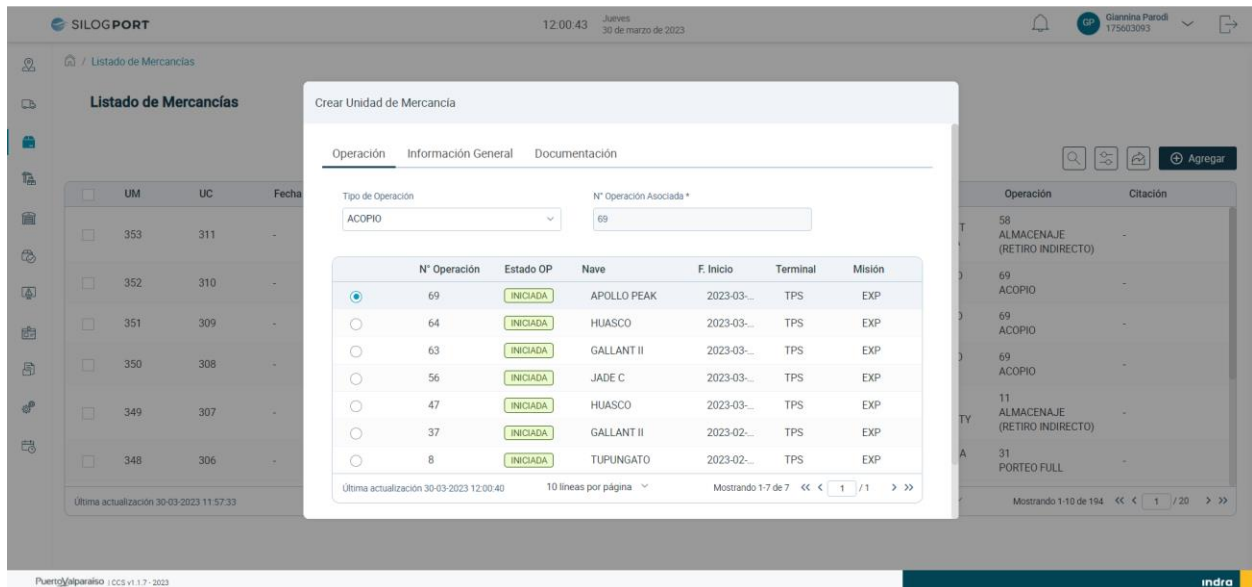 SILOGPORT
12:00:43
Jueves
30 de marzo de 2023
GP
Giannina Parodi
175603093
/ Listado de Mercancías
Listado de Mercancías
Agregar
UM UC Fecha Operación Citación
353 311 - 58 ALMACENAJE (RETIRO INDIRECTO) -
352 310 - 69 ACOPIO -
351 309 - 69 ACOPIO -
350 308 - 69 ACOPIO -
349 307 - TY 11 ALMACENAJE (RETIRO INDIRECTO) -
348 306 - A 31 PORTEO FULL -
Última actualización 30-03-2023 11:57:33
Mostrando 1-10 de 194 << < 1 / 20 > >>
Crear Unidad de Mercancía
Operación Información General Documentación
Tipo de Operación N° Operación Asociada *
ACOPIO 69
N° Operación Estado OP Nave F. Inicio Terminal Misión
69 INICIADA APOLLO PEAK 2023-03-... TPS EXP
64 INICIADA HUASCO 2023-03-... TPS EXP
63 INICIADA GALLANT II 2023-03-... TPS EXP
56 INICIADA JADE C 2023-03-... TPS EXP
47 INICIADA HUASCO 2023-03-... TPS EXP
37 INICIADA GALLANT II 2023-02-... TPS EXP
8 INICIADA TUPUNGATO 2023-02-... TPS EXP
Última actualización 30-03-2023 12:00:40 10 líneas por página Mostrando 1-7 de 7 << < 1 / 1 > >>
PuertoValparaíso | CCS v1.1.7 - 2023
indra